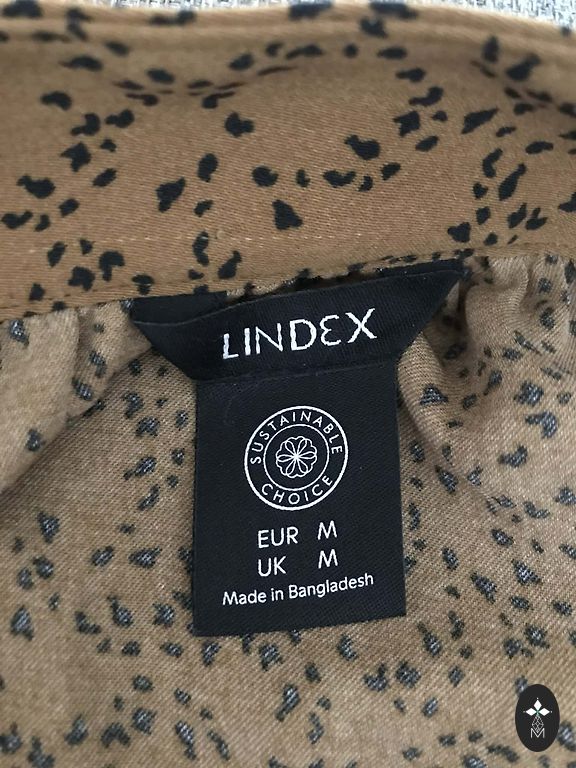 LINDEX
SUSTAINABLE
CHOICE
EUR M
UK M
Made in Bangladesh
M